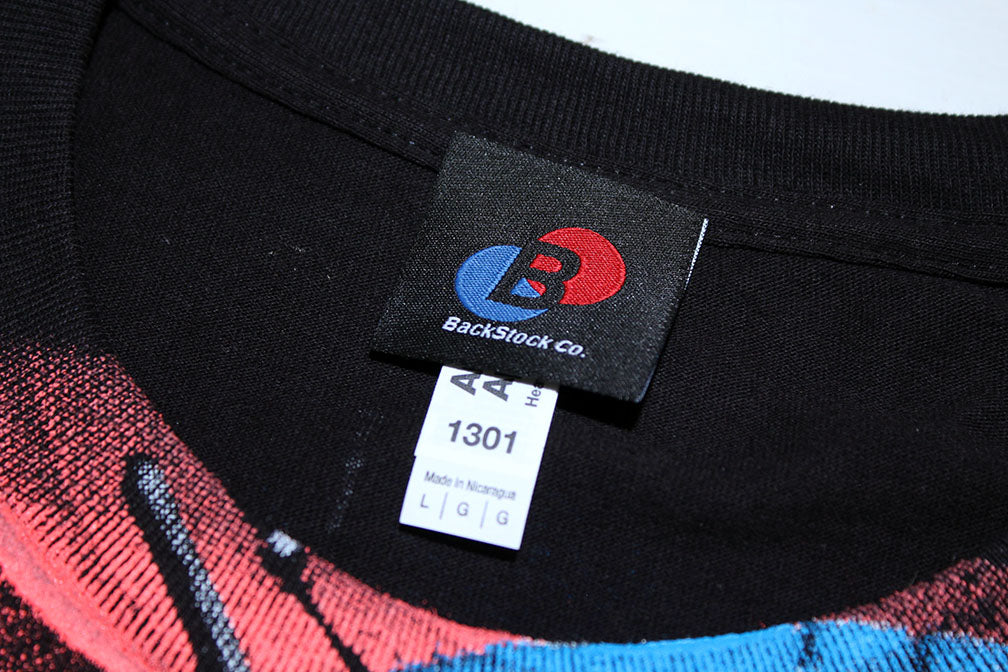 B
BackStock Co.
1301
Made in Nicaragua
L | G | G